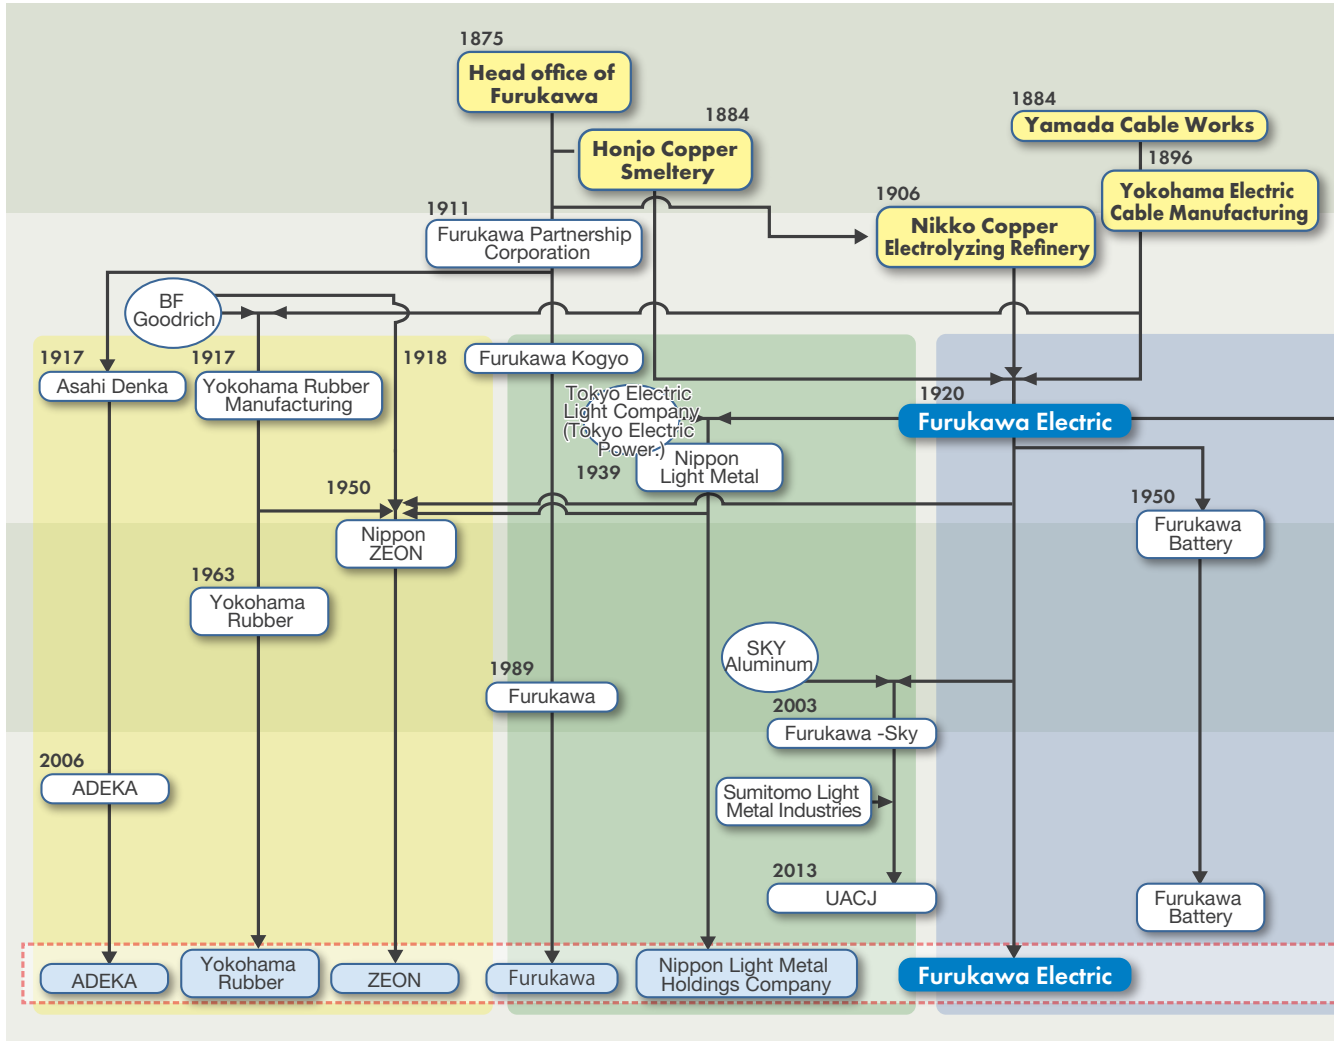 1875
Head office of
Furukawa
1884
Honjo Copper
Smeltery
1884
Yamada Cable Works
1896
Yokohama Electric
Cable Manufacturing
1906
Nikko Copper
Electrolyzing Refinery
1911
Furukawa Partnership
Corporation
BF
Goodrich
1917
Asahi Denka
1917
Yokohama Rubber
Manufacturing
1918
Furukawa Kogyo
Tokyo Electric
Light Company
(Tokyo Electric
Power.)
1920
Furukawa Electric
1939
Nippon
Light Metal
1950
Nippon
ZEON
1950
Furukawa
Battery
1963
Yokohama
Rubber
SKY
Aluminum
1989
Furukawa
2003
Furukawa -Sky
2006
ADEKA
Sumitomo Light
Metal Industries
2013
UACJ
Furukawa
Battery
ADEKA
Yokohama
Rubber
ZEON
Furukawa
Nippon Light Metal
Holdings Company
Furukawa Electric